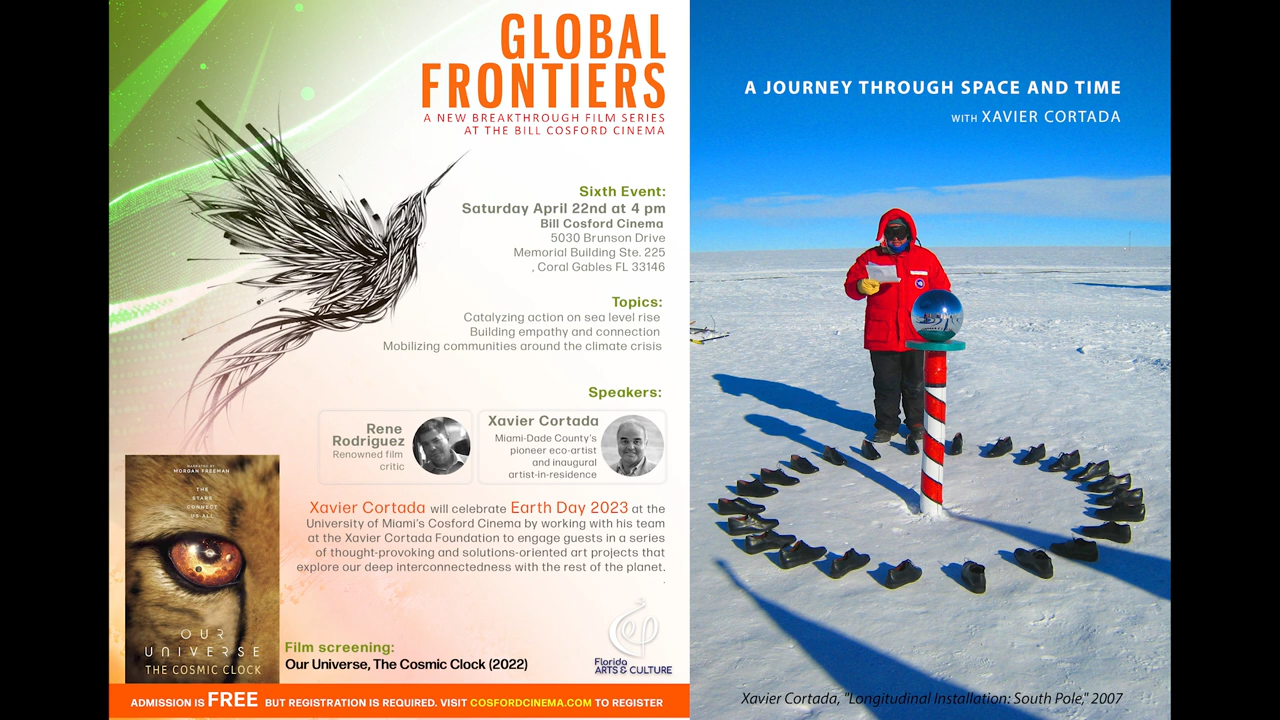 GLOBAL
FRONTIERS
A NEW BREAKTHROUGH FILM SERIES
AT THE BILL COSFORD CINEMA
Sixth Event:
Saturday April 22nd at 4 pm
Bill Cosford Cinema
5030 Brunson Drive
Memorial Building Ste. 225
, Coral Gables FL 33146
Topics:
Catalyzing action on sea level rise
Building empathy and connection
Mobilizing communities around the climate crisis
Speakers:
Rene
Rodriguez
Renowned film
critic
Xavier Cortada
Miami-Dade County's
pioneer eco-artist
and inaugural
artist-in-residence
Xavier Cortada will celebrate Earth Day 2023 at the
University of Miami's Cosford Cinema by working with his team
at the Xavier Cortada Foundation to engage guests in a series
of thought-provoking and solutions-oriented art projects that
explore our deep interconnectedness with the rest of the planet.
.
NARRATED BY
MORGAN FREEMAN
THE
STARS
CONNECT
US ALL
OUR
UNIVERSE
THE COSMIC CLOCK
Film screening:
Our Universe, The Cosmic Clock (2022)
Florida
ARTS & CULTURE
ADMISSION IS FREE BUT REGISTRATION IS REQUIRED. VISIT COSFORDCINEMA.COM TO REGISTER
A JOURNEY THROUGH SPACE AND TIME
WITH XAVIER CORTADA
Xavier Cortada, "Longitudinal Installation: South Pole," 2007